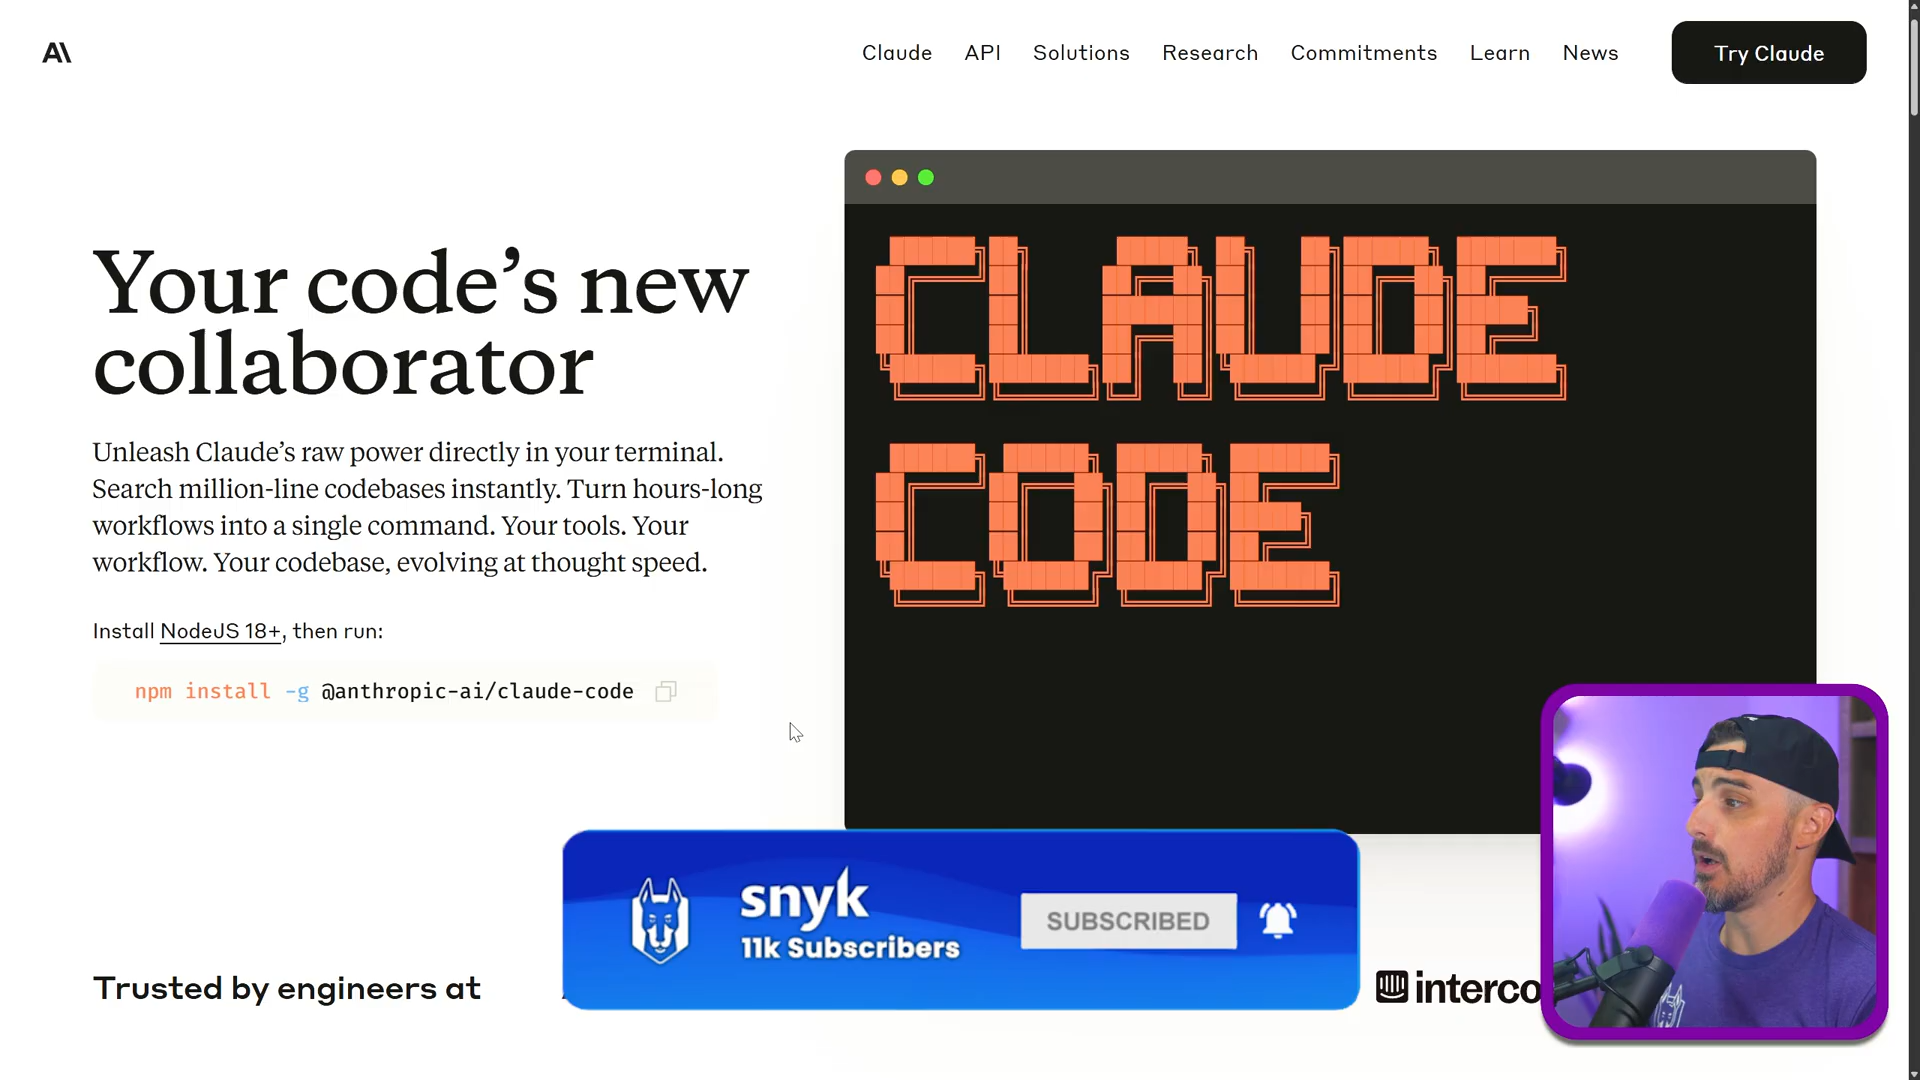 Claude API Solutions Research Commitments Learn News Try Claude
Your code’s new
collaborator
Unleash Claude’s raw power directly in your terminal.
Search million-line codebases instantly. Turn hours-long
workflows into a single command. Your tools. Your
workflow. Your codebase, evolving at thought speed.
Install NodeJS 18+, then run:
npm install -g @anthropic-ai/claude-code
CLAUDE
CODE
snyk
11k Subscribers
SUBSCRIBED
Trusted by engineers at
interco